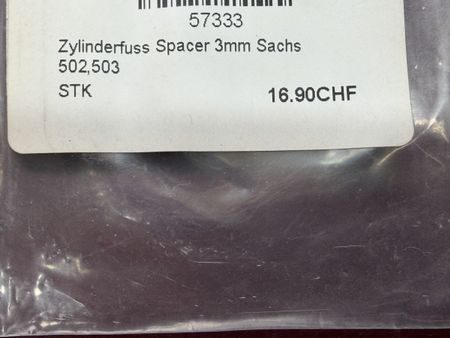 57333
Zylinderfuss Spacer 3mm Sachs
502,503
STK 16.90CHF